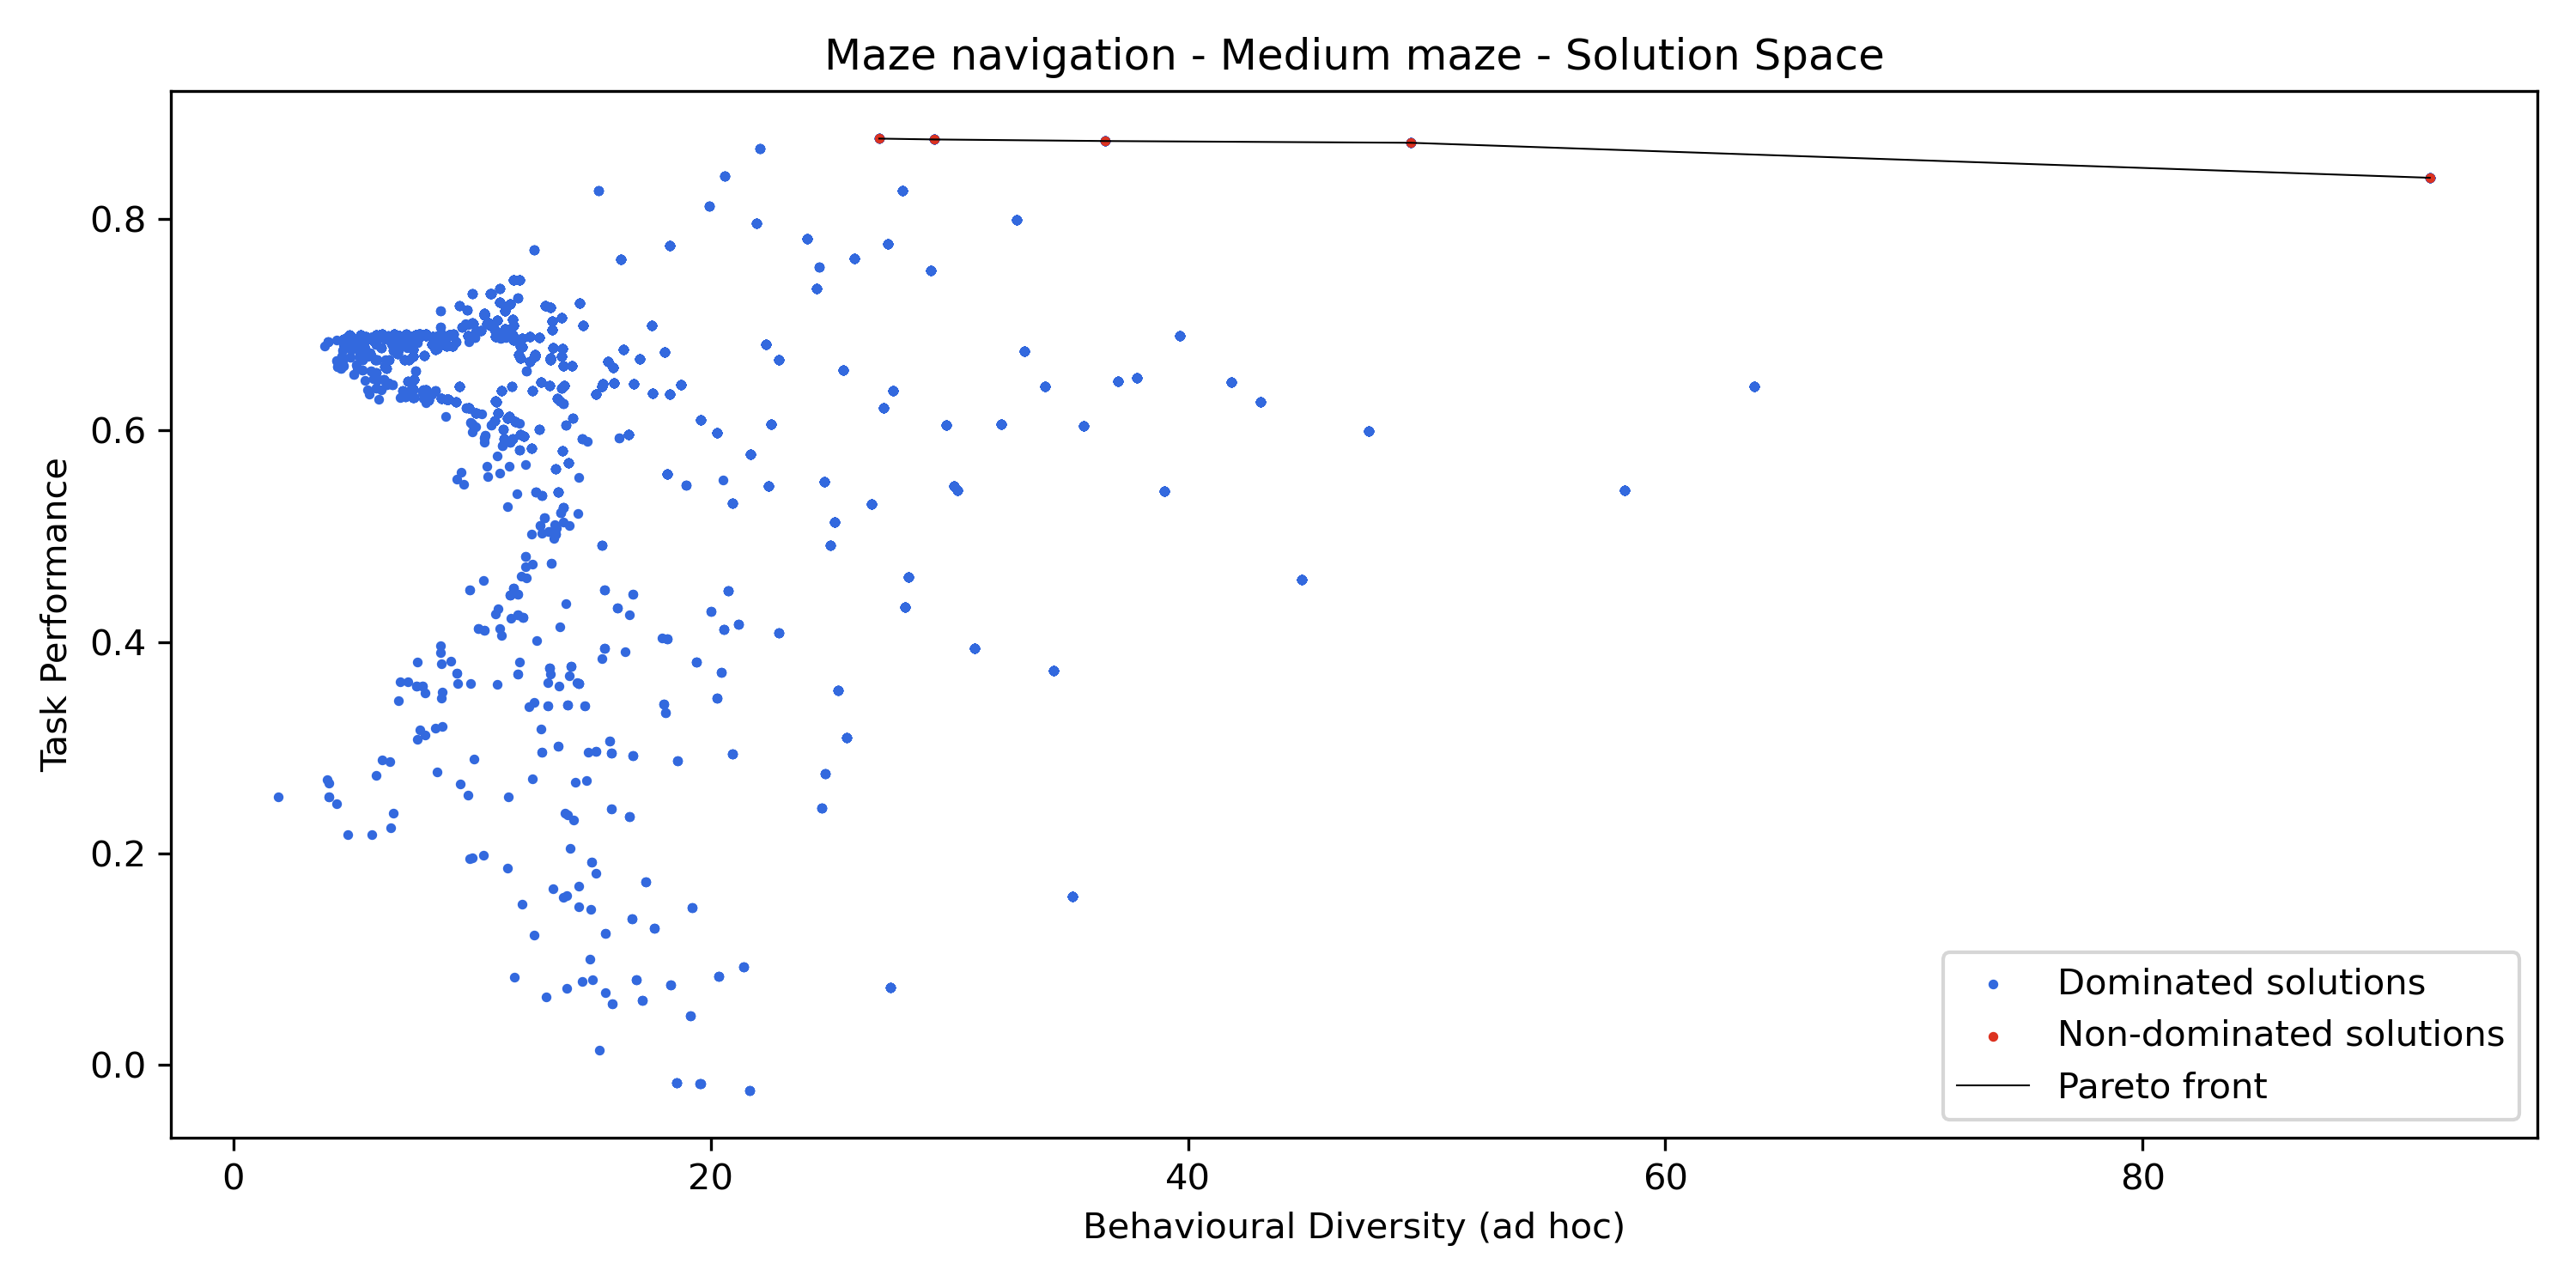 Maze navigation - Medium maze - Solution Space
Task Performance
0.8
0.6
0.4
0.2
0.0
0 20 40 60 80
Behavioural Diversity (ad hoc)
Dominated solutions
Non-dominated solutions
Pareto front